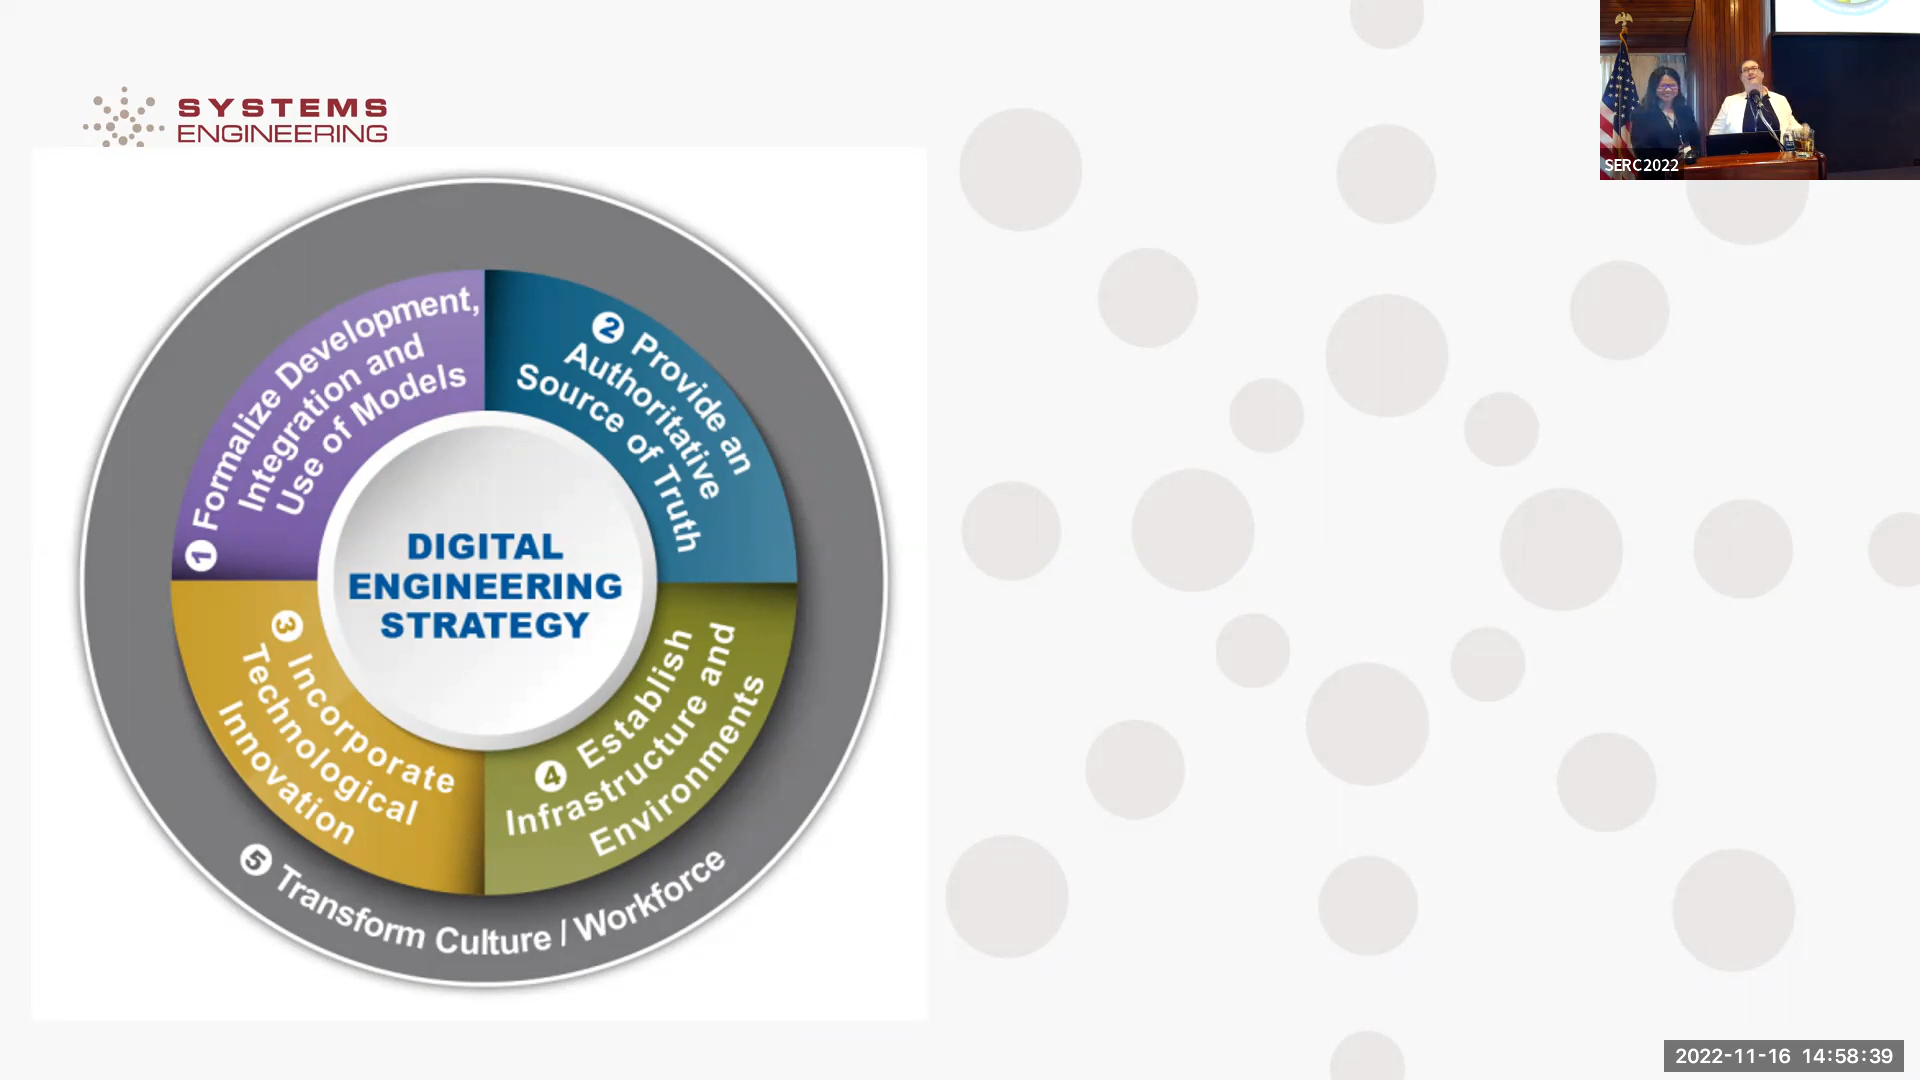 SYSTEMS
ENGINEERING
1 Formalize Development,
Integration and
Use of Models
2 Provide an
Authoritative
Source of Truth
DIGITAL
ENGINEERING
STRATEGY
3 Incorporate
Technological
Innovation
4 Establish
Infrastructure and
Environments
5 Transform Culture / Workforce
SERC2022
2022-11-16 14:58:39